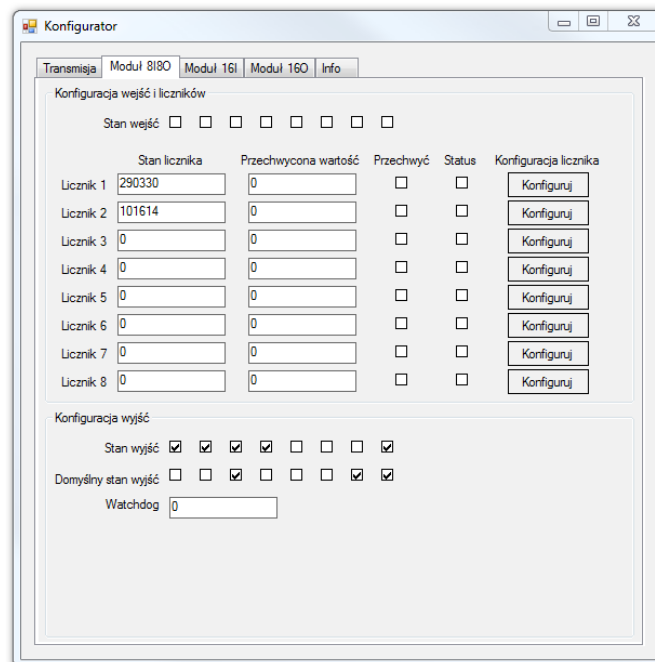 Konfigurator
Transmisja Moduł 8I8O Moduł 16I Moduł 16O Info
Konfiguracja wejść i liczników
Stan wejść
Stan licznika Przechwycona wartość Przechwyć Status Konfiguracja licznika
Licznik 1 290330 0 Konfiguruj
Licznik 2 101614 0 Konfiguruj
Licznik 3 0 0 Konfiguruj
Licznik 4 0 0 Konfiguruj
Licznik 5 0 0 Konfiguruj
Licznik 6 0 0 Konfiguruj
Licznik 7 0 0 Konfiguruj
Licznik 8 0 0 Konfiguruj
Konfiguracja wyjść
Stan wyjść
Domyślny stan wyjść
Watchdog 0